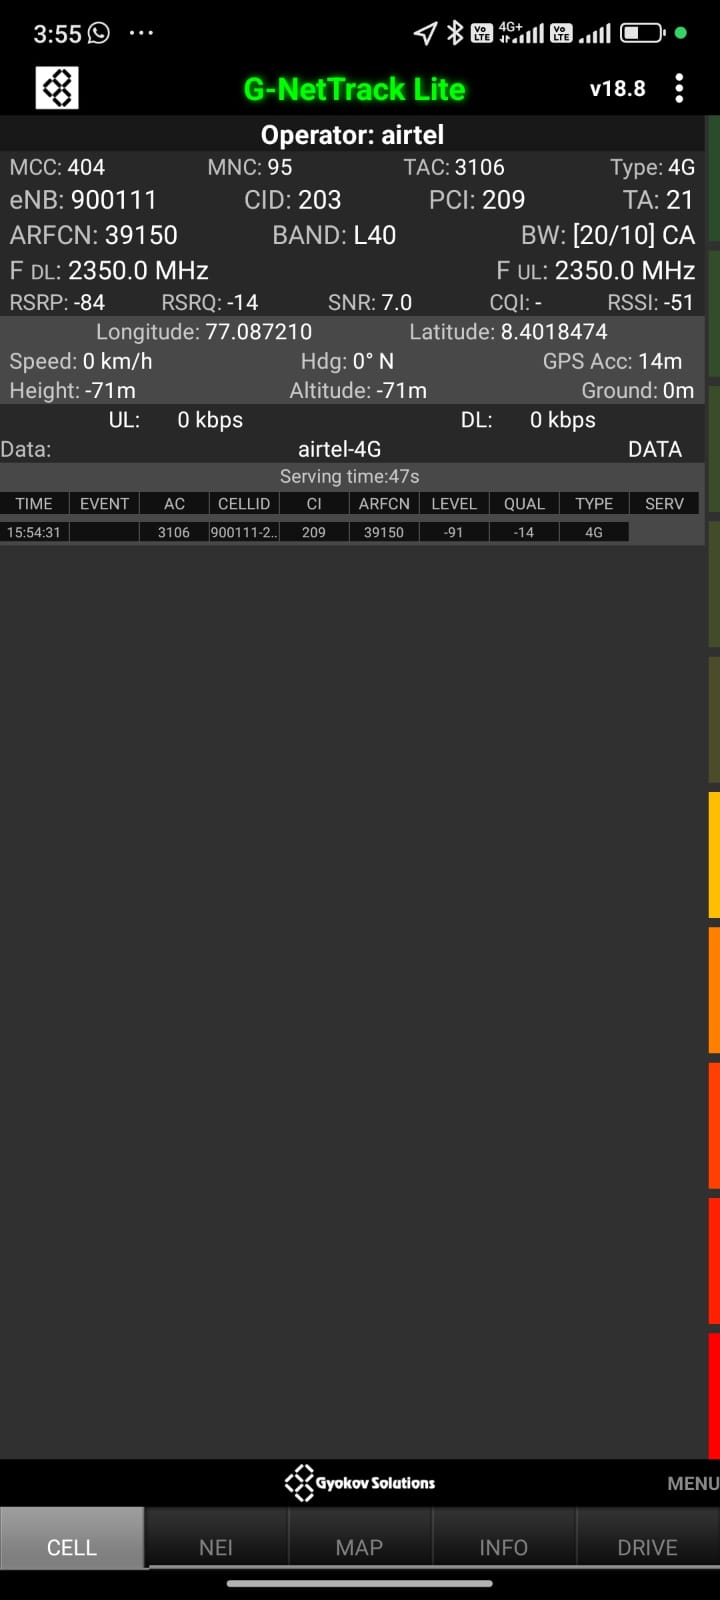 3:55 ... Vo LTE 4G+ Vo LTE
G-NetTrack Lite v18.8
Operator: airtel
MCC: 404 MNC: 95 TAC: 3106 Type: 4G
eNB: 900111 CID: 203 PCI: 209 TA: 21
ARFCN: 39150 BAND: L40 BW: [20/10] CA
F DL: 2350.0 MHz F UL: 2350.0 MHz
RSRP: -84 RSRQ: -14 SNR: 7.0 CQI: - RSSI: -51
Longitude: 77.087210 Latitude: 8.4018474
Speed: 0 km/h Hdg: 0° N GPS Acc: 14m
Height: -71m Altitude: -71m Ground: 0m
UL: 0 kbps DL: 0 kbps
Data: airtel-4G DATA
Serving time:47s
TIME EVENT AC CELLID CI ARFCN LEVEL QUAL TYPE SERV
15:54:31 3106 900111-2.. 209 39150 -91 -14 4G
Gyokov Solutions MENU
CELL NEI MAP INFO DRIVE